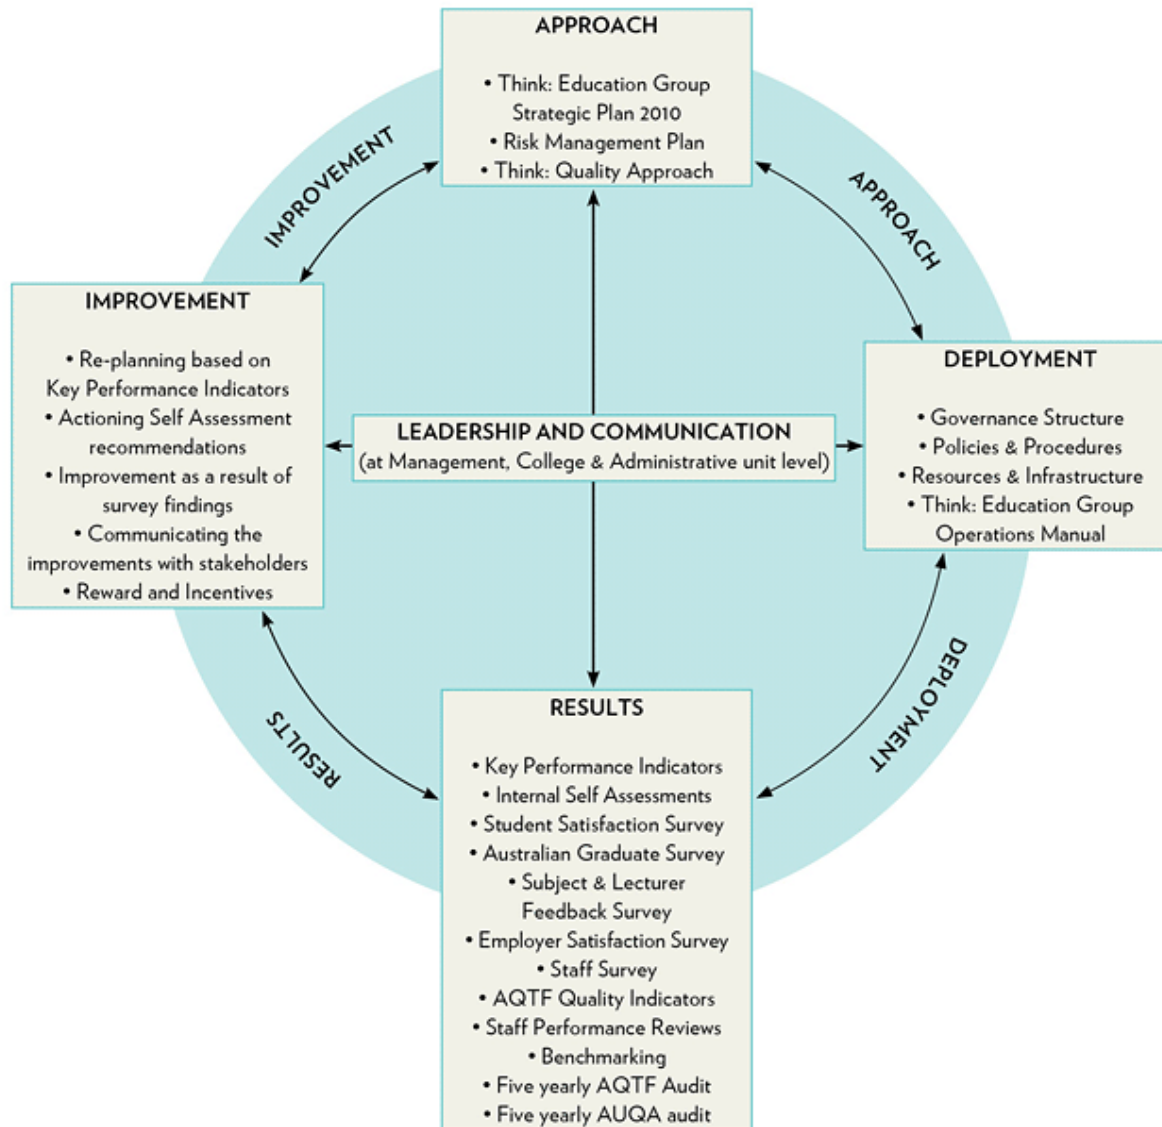 APPROACH
• Think: Education Group
Strategic Plan 2010
• Risk Management Plan
• Think: Quality Approach
IMPROVEMENT
APPROACH
IMPROVEMENT
• Re-planning based on
Key Performance Indicators
• Actioning Self Assessment
recommendations
• Improvement as a result of
survey findings
• Communicating the
improvements with stakeholders
• Reward and Incentives
LEADERSHIP AND COMMUNICATION
(at Management, College & Administrative unit level)
DEPLOYMENT
• Governance Structure
• Policies & Procedures
• Resources & Infrastructure
• Think: Education Group
Operations Manual
RESULTS
DEPLOYMENT
RESULTS
• Key Performance Indicators
• Internal Self Assessments
• Student Satisfaction Survey
• Australian Graduate Survey
• Subject & Lecturer
Feedback Survey
• Employer Satisfaction Survey
• Staff Survey
• AQTF Quality Indicators
• Staff Performance Reviews
• Benchmarking
• Five yearly AQTF Audit
• Five yearly AUQA audit